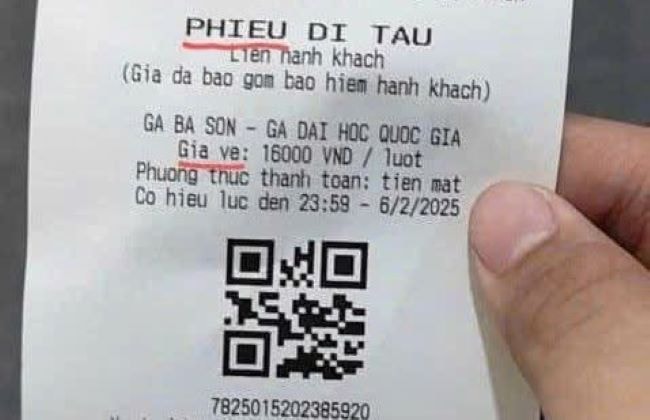 PHIEU DI TAU
Lien hanh khach
(Gia da bao gom bao hiem hanh khach)
GA BA SON - GA DAI HOC QUOC GIA
Gia ve: 16000 VND / luot
Phuong thuc thanh toan: tien mat
Co hieu luc den 23:59 - 6/2/2025
7825015202385920